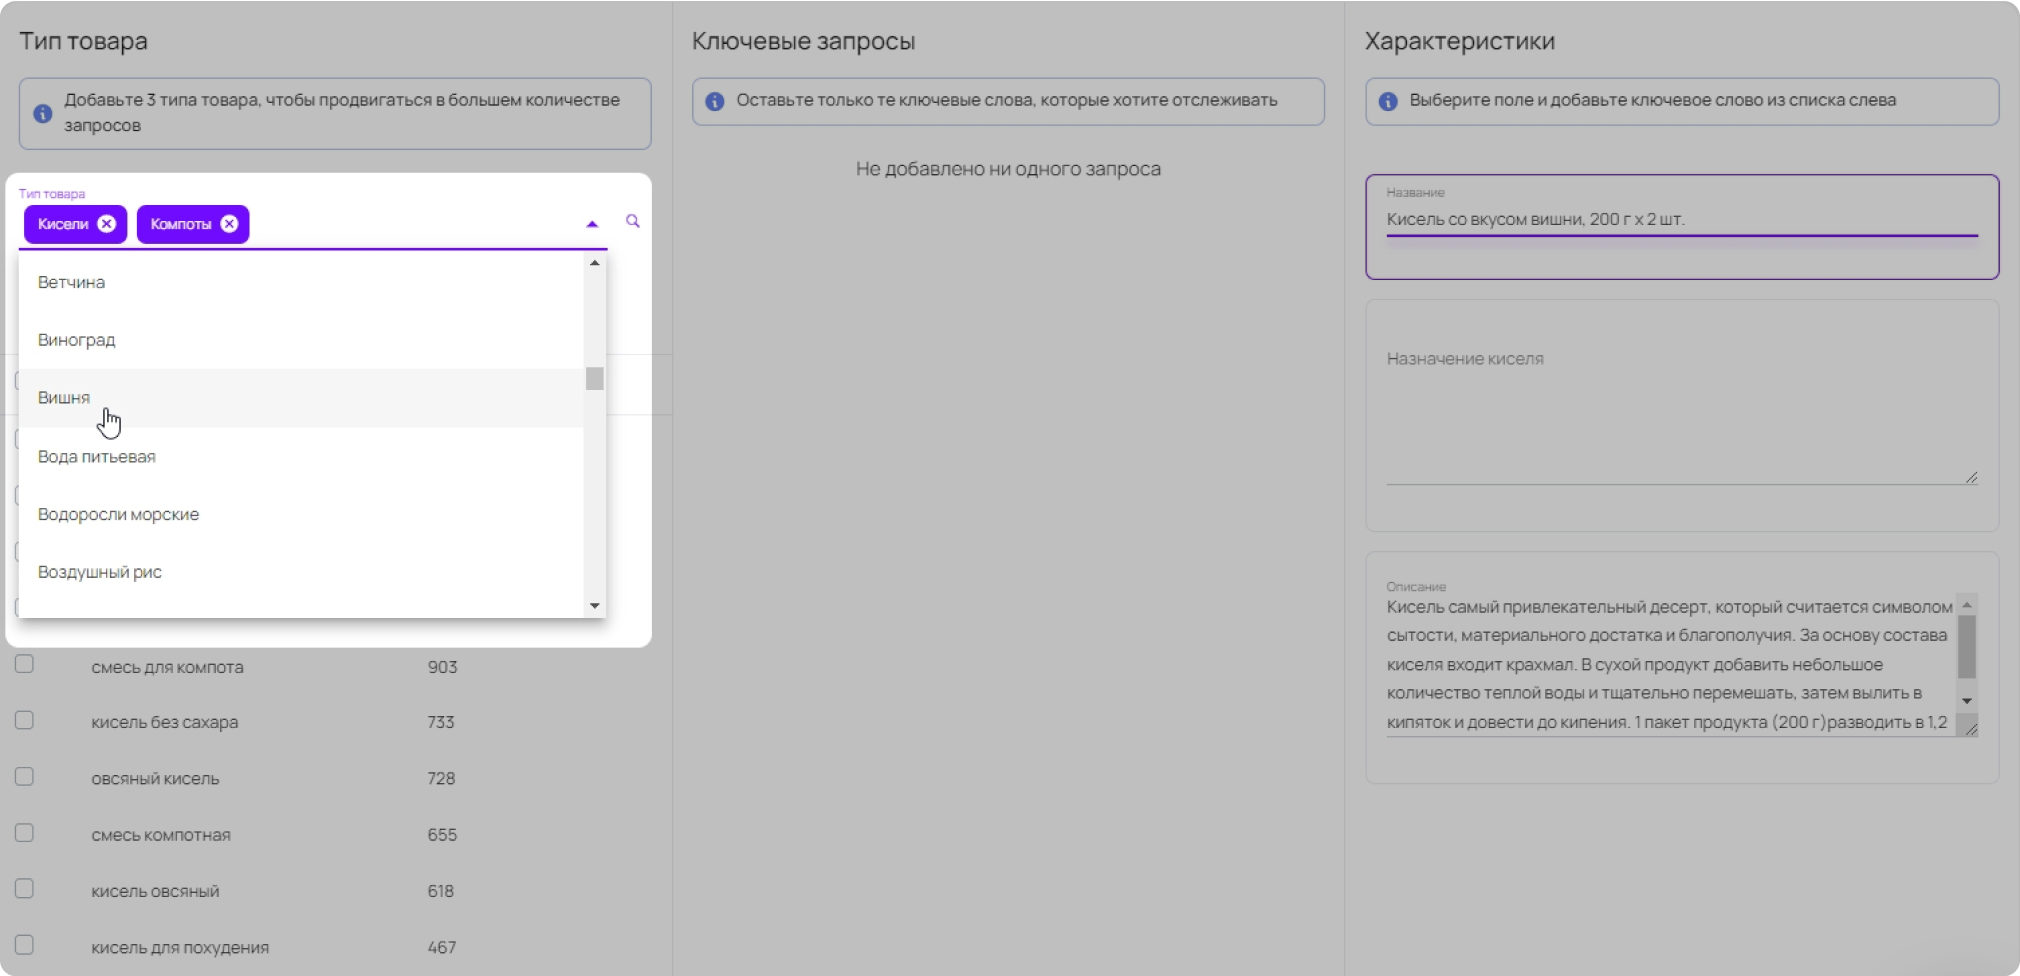 Тип товара
Добавьте 3 типа товара, чтобы продвигаться в большем количестве
запросов
Тип товара
Кисели
Компоты
Ветчина
Виноград
Вишня
Вода питьевая
Водоросли морские
Воздушный рис
смесь для компота 903
кисель без сахара 733
овсяный кисель 728
смесь компотная 655
кисель овсяный 618
кисель для похудения 467
Ключевые запросы
Оставьте только те ключевые слова, которые хотите отслеживать
Не добавлено ни одного запроса
Характеристики
Выберите поле и добавьте ключевое слово из списка слева
Название
Кисель со вкусом вишни, 200 г х 2 шт.
Назначение киселя
Описание
Кисель самый привлекательный десерт, который считается символом
сытости, материального достатка и благополучия. За основу состава
киселя входит крахмал. В сухой продукт добавить небольшое
количество теплой воды и тщательно перемешать, затем вылить в
кипяток и довести до кипения. 1 пакет продукта (200 г)разводить в 1,2